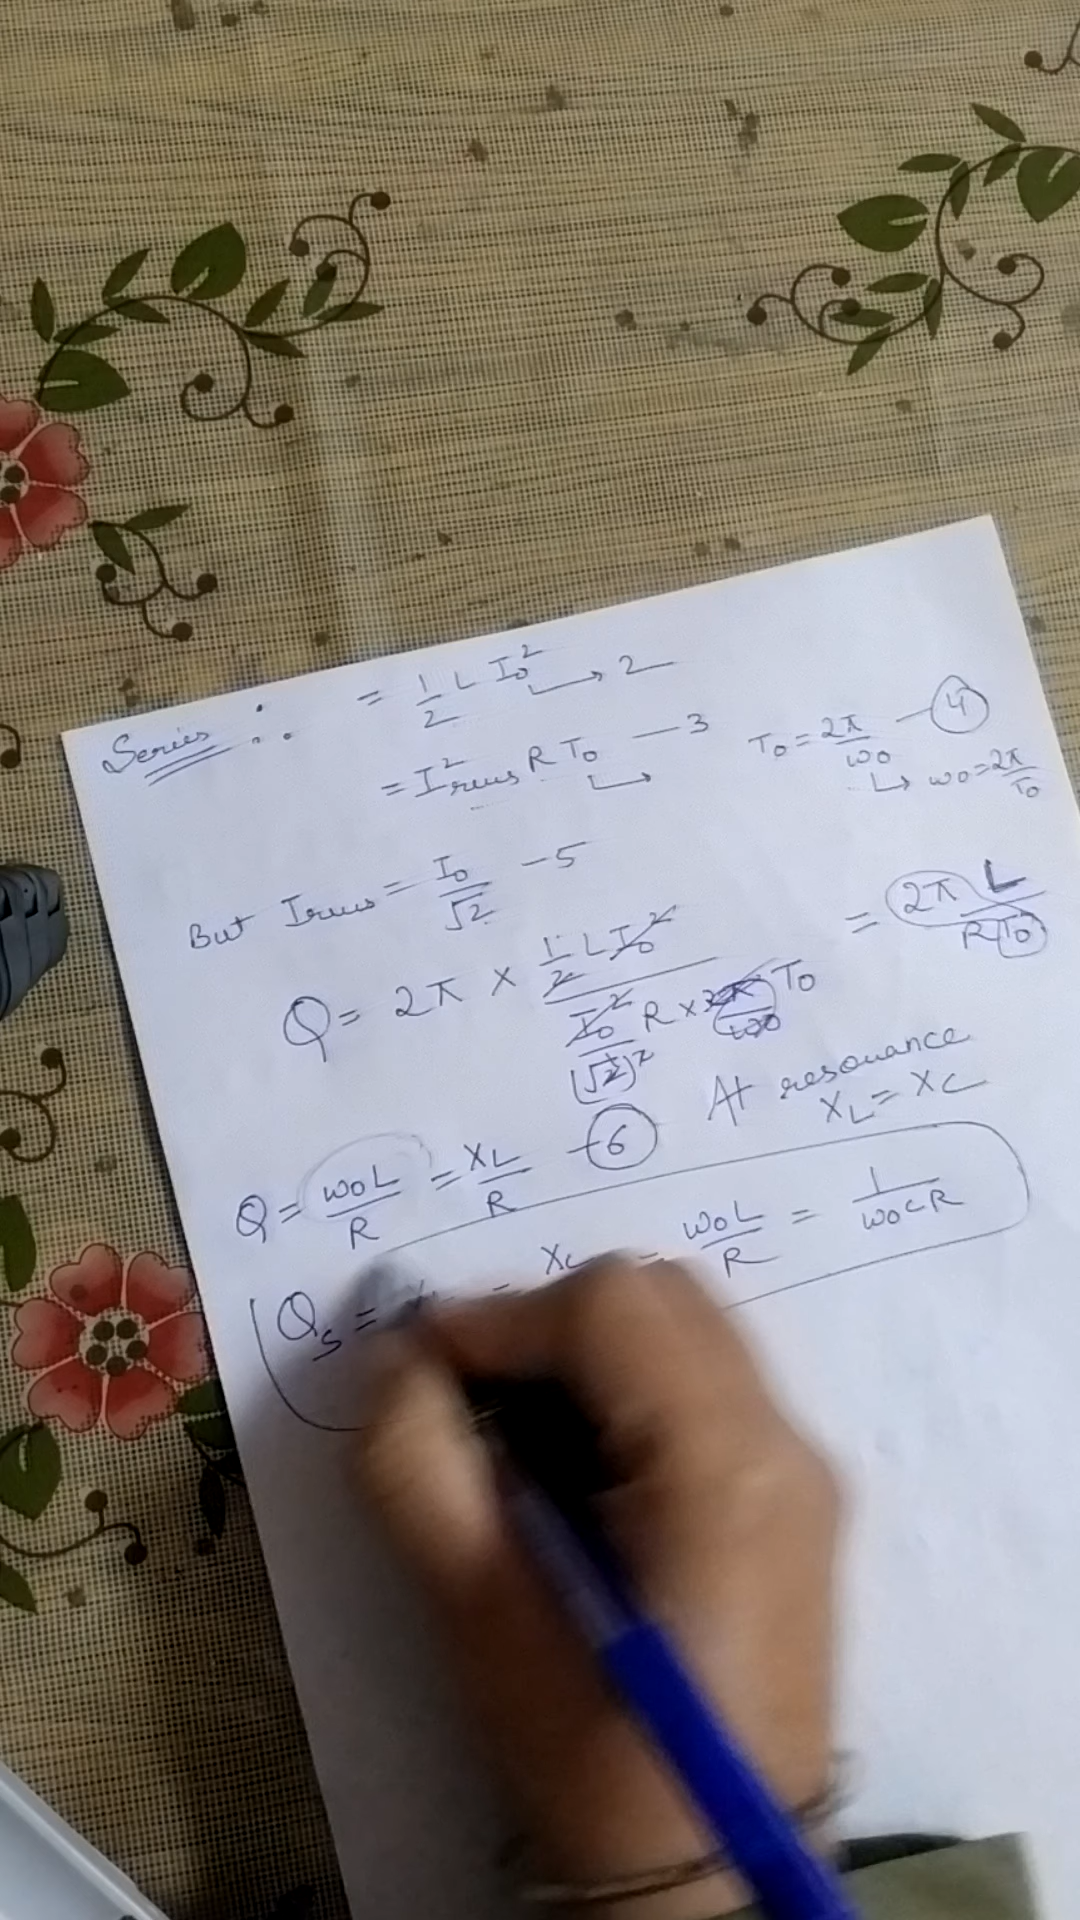 Series :. = 1/2 L I₀² → 2
= I²rms R T₀ — 3
T₀ = 2π/ω₀ — 4
↳ ω₀ = 2π/T₀
But Irms = I₀/√2 — 5
Q = 2π × (1/2 L I₀²)/(I₀²/(√2)² R × 2π/ω₀ T₀) = 2π L/(R T₀)
At resonance
X_L = X_C
Q = ω₀L/R = X_L/R — 6
Q_S = = X_C = ω₀L/R = 1/(ω₀CR)